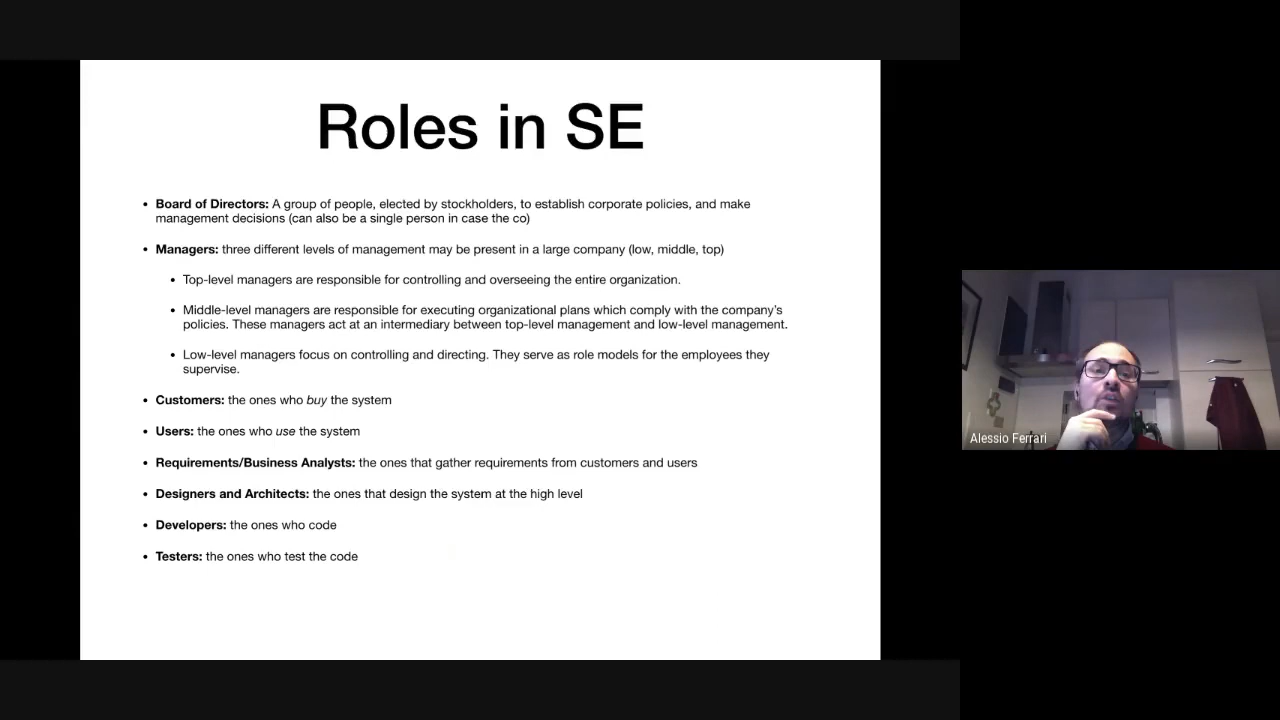 Roles in SE
• Board of Directors: A group of people, elected by stockholders, to establish corporate policies, and make
management decisions (can also be a single person in case the co)
• Managers: three different levels of management may be present in a large company (low, middle, top)
• Top-level managers are responsible for controlling and overseeing the entire organization.
• Middle-level managers are responsible for executing organizational plans which comply with the company's
policies. These managers act at an intermediary between top-level management and low-level management.
• Low-level managers focus on controlling and directing. They serve as role models for the employees they
supervise.
• Customers: the ones who buy the system
• Users: the ones who use the system
• Requirements/Business Analysts: the ones that gather requirements from customers and users
• Designers and Architects: the ones that design the system at the high level
• Developers: the ones who code
• Testers: the ones who test the code
Alessio Ferrari